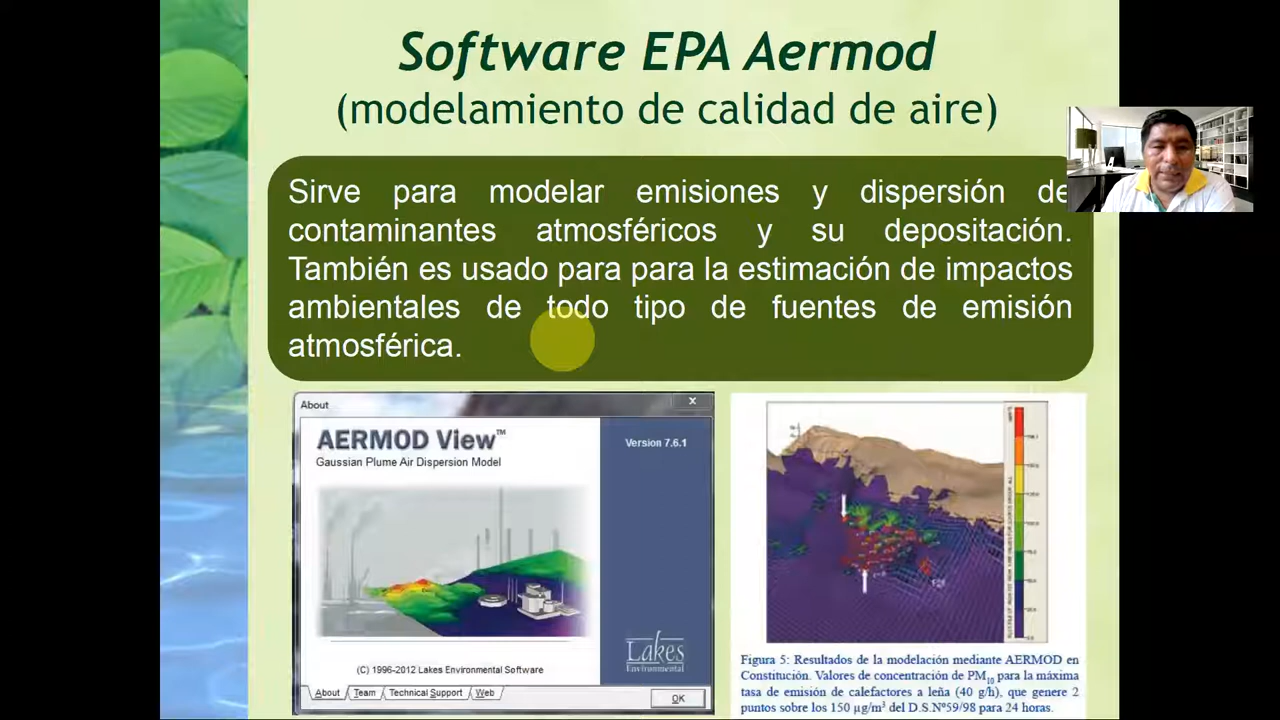 Software EPA Aermod
(modelamiento de calidad de aire)
Sirve para modelar emisiones y dispersión de
contaminantes atmosféricos y su depositación.
También es usado para para la estimación de impactos
ambientales de todo tipo de fuentes de emisión
atmosférica.
About
AERMOD View™
Gaussian Plume Air Dispersion Model
Version 7.6.1
Lakes
Environmental
(C) 1996-2012 Lakes Environmental Software
About Team Technical Support Web
OK
Figura 5: Resultados de la modelación mediante AERMOD en
Constitución. Valores de concentración de PM10 para la máxima
tasa de emisión de calefactores a leña (40 g/h), que genere 2
puntos sobre los 150 µg/m³ del D.S.Nº59/98 para 24 horas.